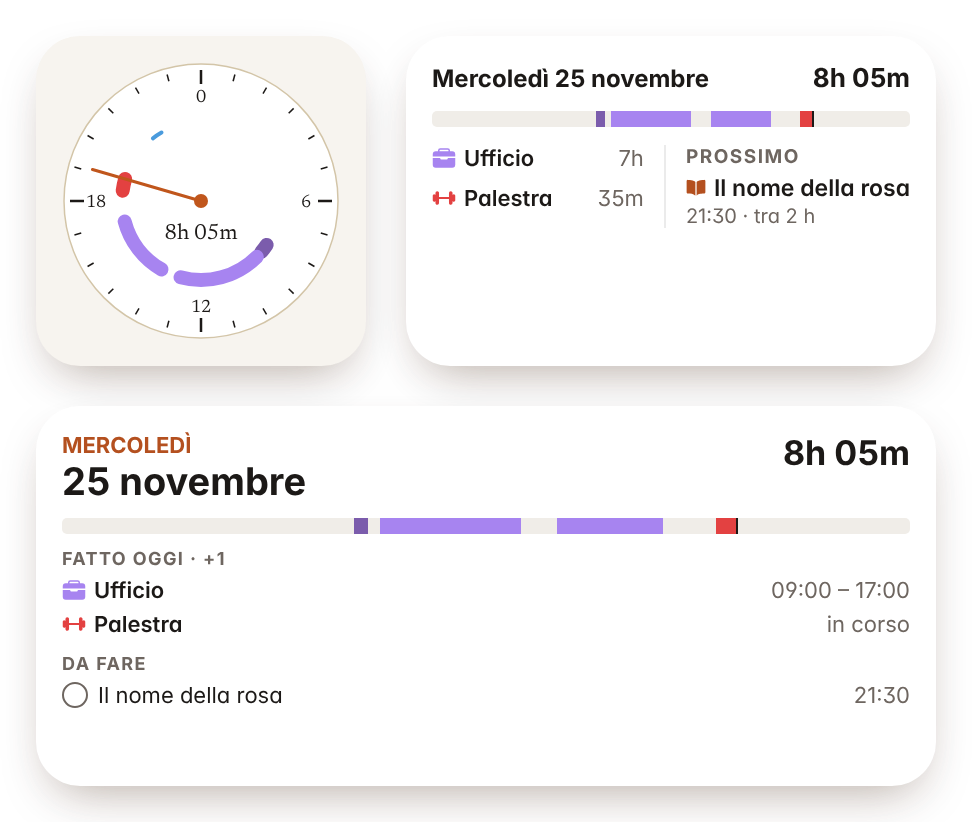 0
18
6
8h 05m
12
Mercoledì 25 novembre
8h 05m
Ufficio
7h
Palestra
35m
PROSSIMO
Il nome della rosa
21:30 · tra 2 h
MERCOLEDÌ
25 novembre
8h 05m
FATTO OGGI · +1
Ufficio
09:00 – 17:00
Palestra
in corso
DA FARE
Il nome della rosa
21:30